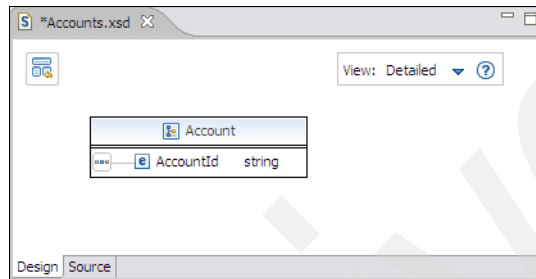 S *Accounts.xsd
View: Detailed
Account
e AccountId string
Design Source